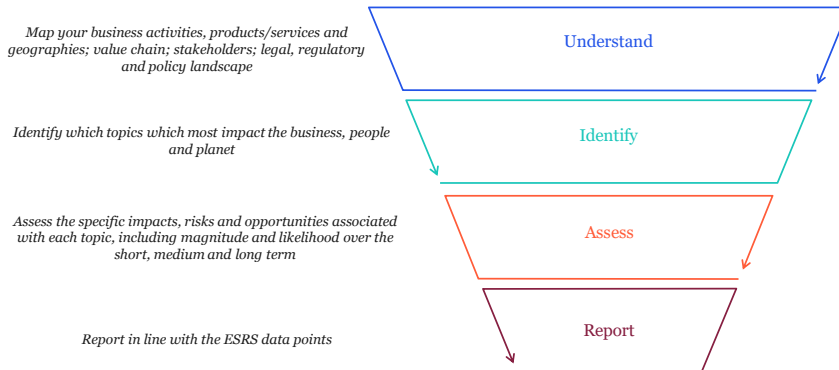 Map your business activities, products/services and
geographies; value chain; stakeholders; legal, regulatory
and policy landscape
Understand
Identify which topics which most impact the business, people
and planet
Identify
Assess the specific impacts, risks and opportunities associated
with each topic, including magnitude and likelihood over the
short, medium and long term
Assess
Report in line with the ESRS data points
Report